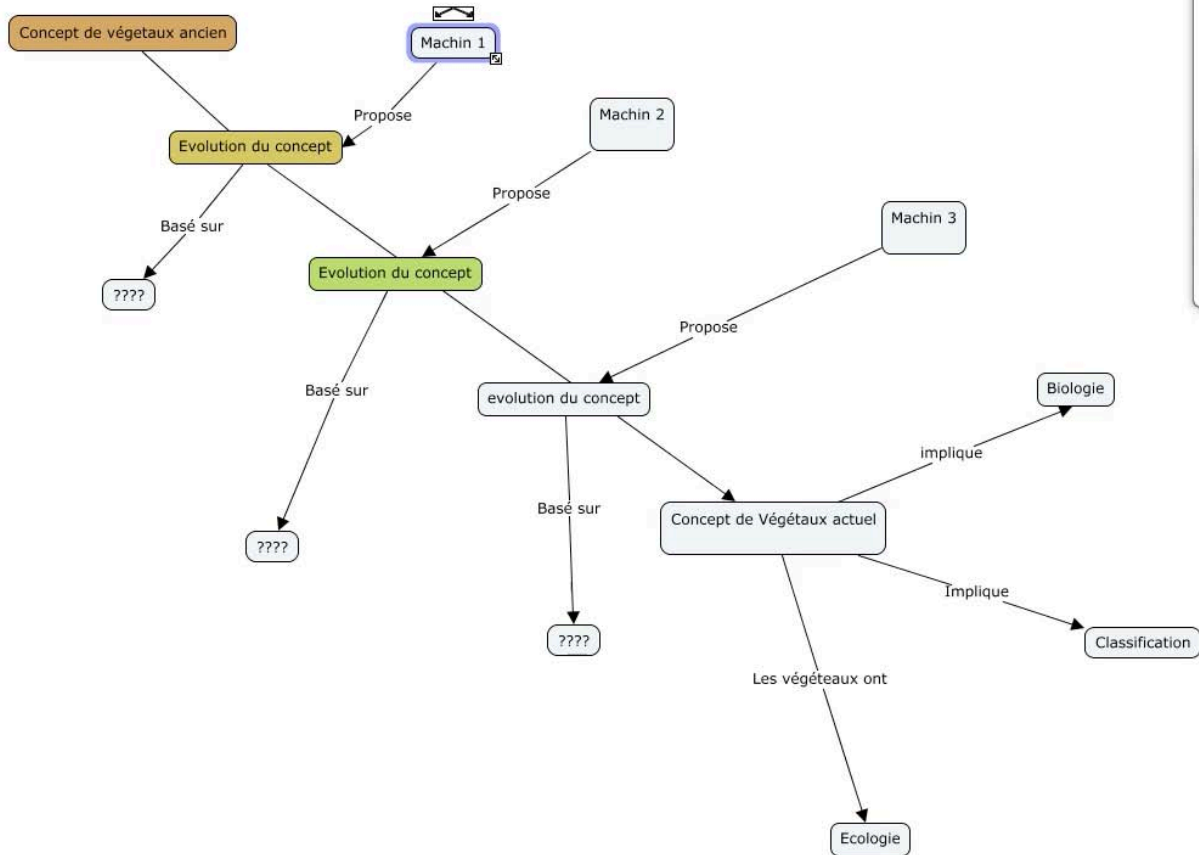 Concept de végetaux ancien
Machin 1
Propose
Machin 2
Evolution du concept
Propose
Basé sur
Machin 3
Evolution du concept
????
Propose
Basé sur
Biologie
evolution du concept
implique
Basé sur
Concept de Végétaux actuel
????
Implique
????
Classification
Les végéteaux ont
Ecologie